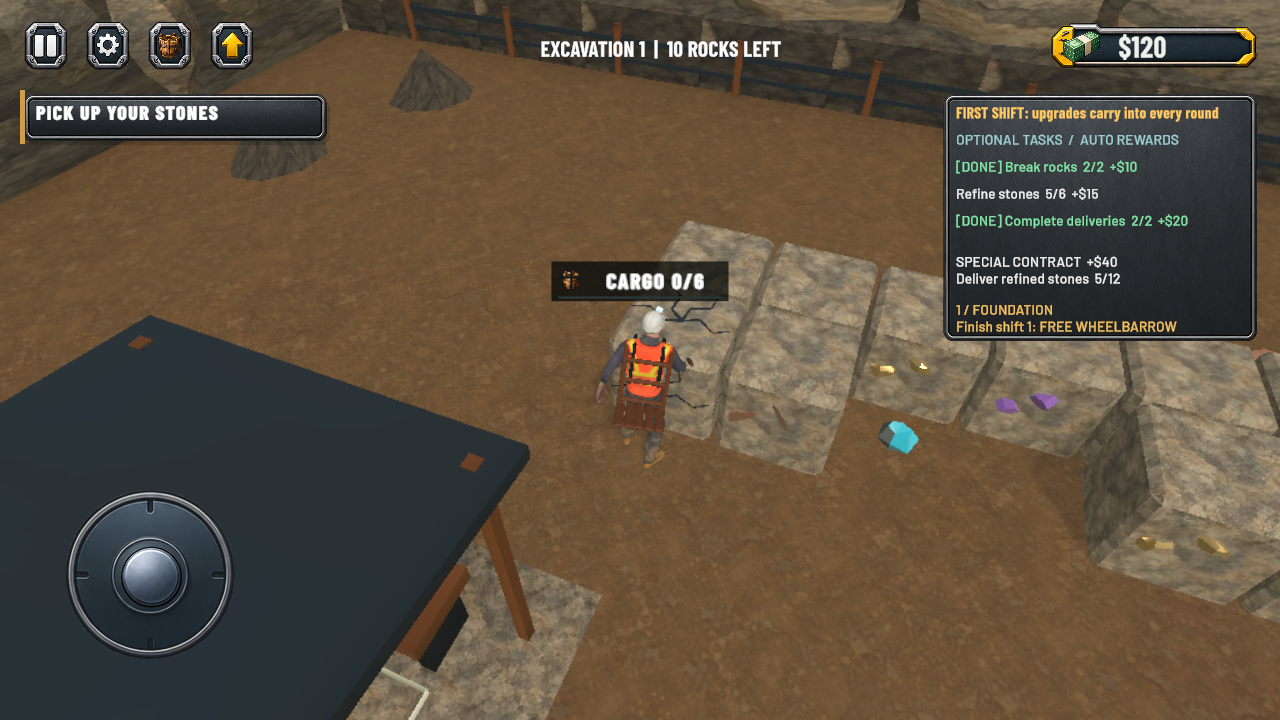 EXCAVATION 1 | 10 ROCKS LEFT
$120
PICK UP YOUR STONES
FIRST SHIFT: upgrades carry into every round
OPTIONAL TASKS / AUTO REWARDS
[DONE] Break rocks 2/2 +$10
Refine stones 5/6 +$15
[DONE] Complete deliveries 2/2 +$20
SPECIAL CONTRACT +$40
Deliver refined stones 5/12
1 / FOUNDATION
Finish shift 1: FREE WHEELBARROW
CARGO 0/6